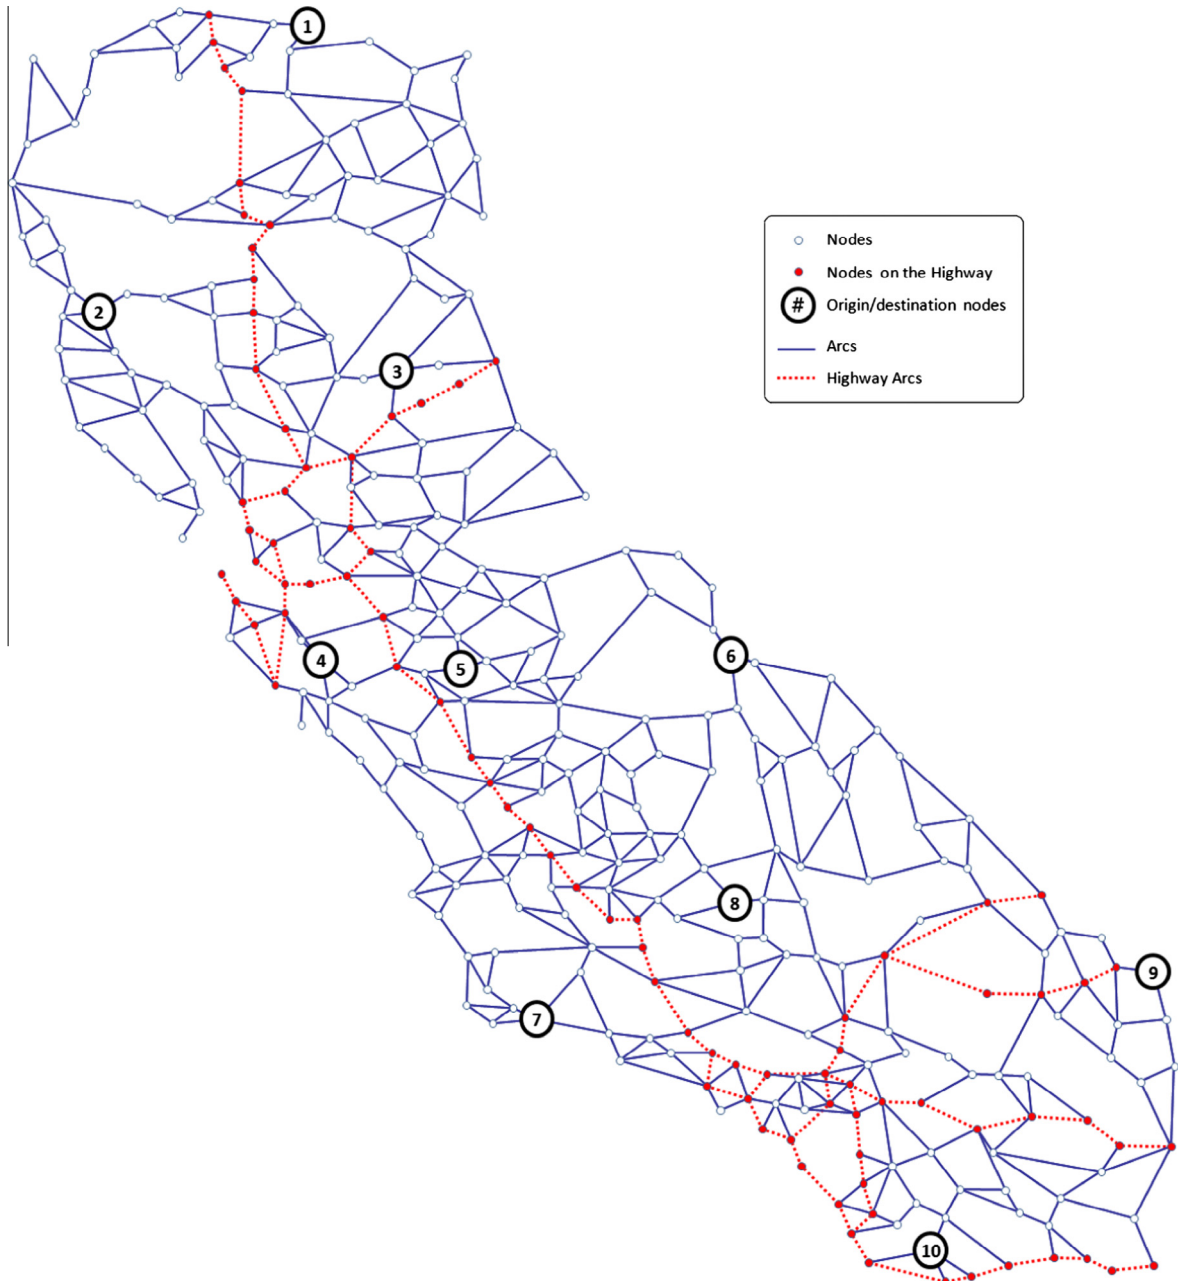 1
2
3
4
5
6
7
8
9
10
Nodes
Nodes on the Highway
# Origin/destination nodes
Arcs
Highway Arcs